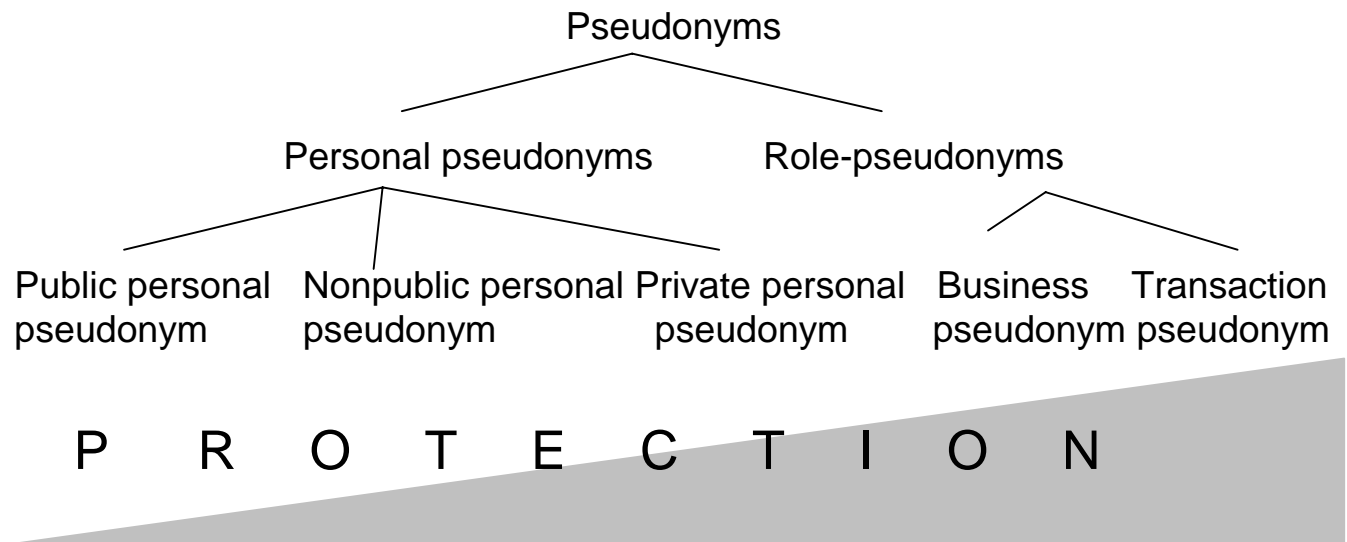 Pseudonyms
Personal pseudonyms Role-pseudonyms
Public personal Nonpublic personal Private personal Business Transaction
pseudonym pseudonym pseudonym pseudonym pseudonym
P R O T E C T I O N